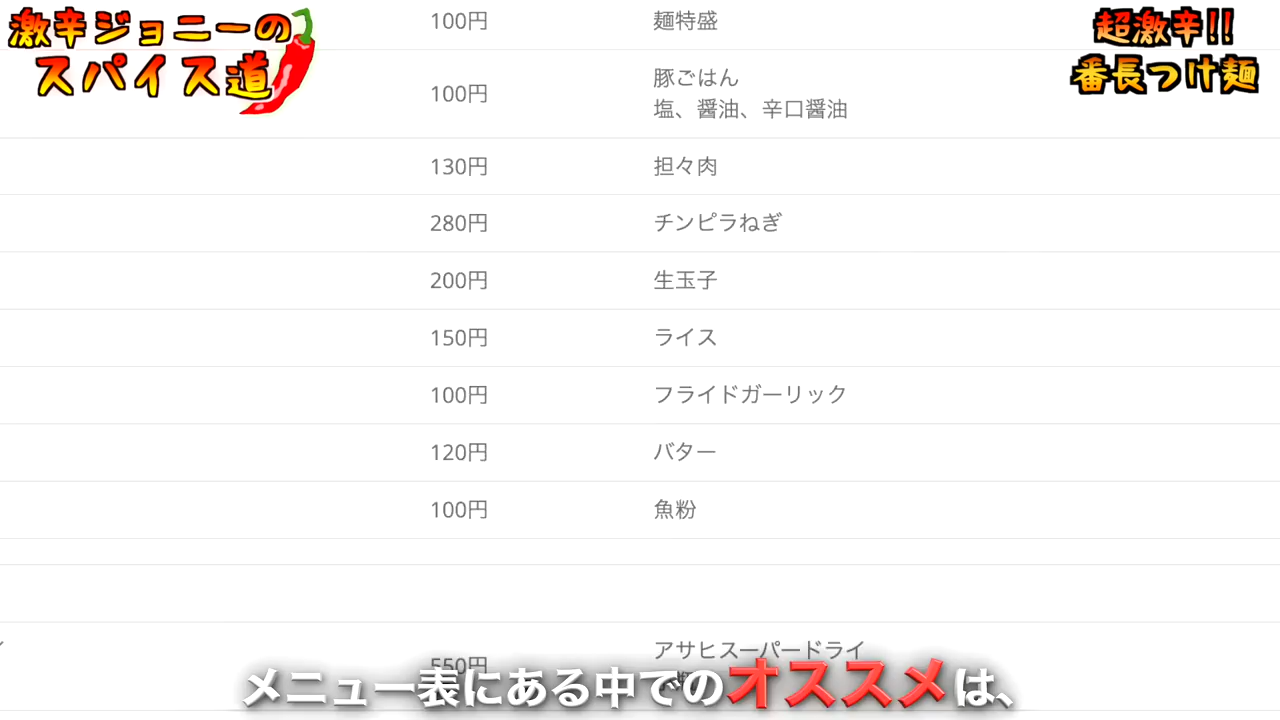 激辛ジョニーの
スパイス道
超激辛!!
番長つけ麺
100円 麺特盛
100円 豚ごはん
塩、醤油、辛口醤油
130円 担々肉
280円 チンピラねぎ
200円 生玉子
150円 ライス
100円 フライドガーリック
120円 バター
100円 魚粉
550円 アサヒスーパードライ
メニュー表にある中でのオススメは、